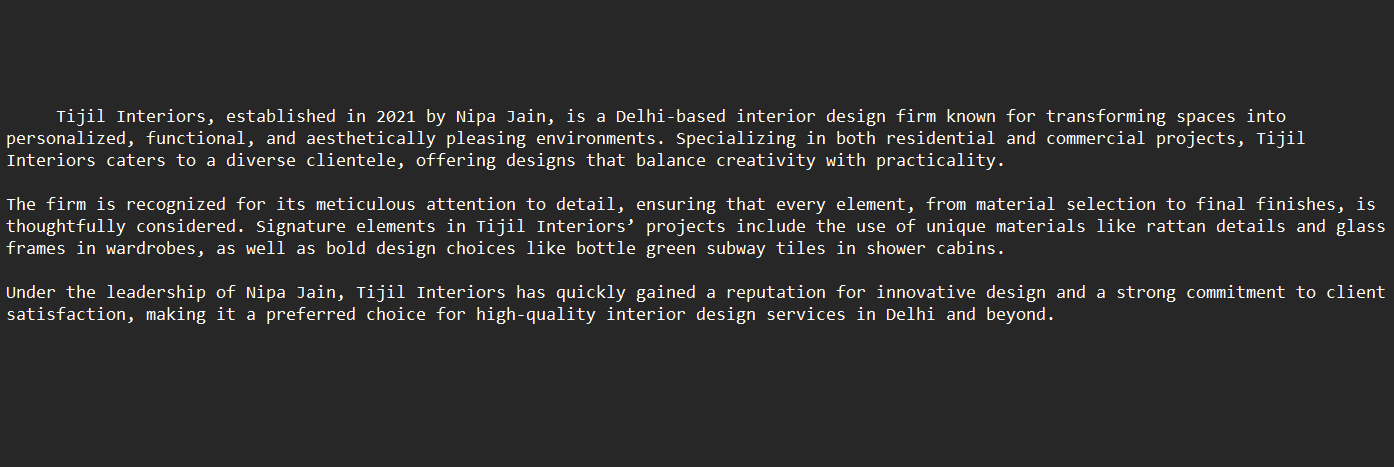 Tijil Interiors, established in 2021 by Nipa Jain, is a Delhi-based interior design firm known for transforming spaces into
personalized, functional, and aesthetically pleasing environments. Specializing in both residential and commercial projects, Tijil
Interiors caters to a diverse clientele, offering designs that balance creativity with practicality.
The firm is recognized for its meticulous attention to detail, ensuring that every element, from material selection to final finishes, is
thoughtfully considered. Signature elements in Tijil Interiors’ projects include the use of unique materials like rattan details and glass
frames in wardrobes, as well as bold design choices like bottle green subway tiles in shower cabins.
Under the leadership of Nipa Jain, Tijil Interiors has quickly gained a reputation for innovative design and a strong commitment to client
satisfaction, making it a preferred choice for high-quality interior design services in Delhi and beyond.